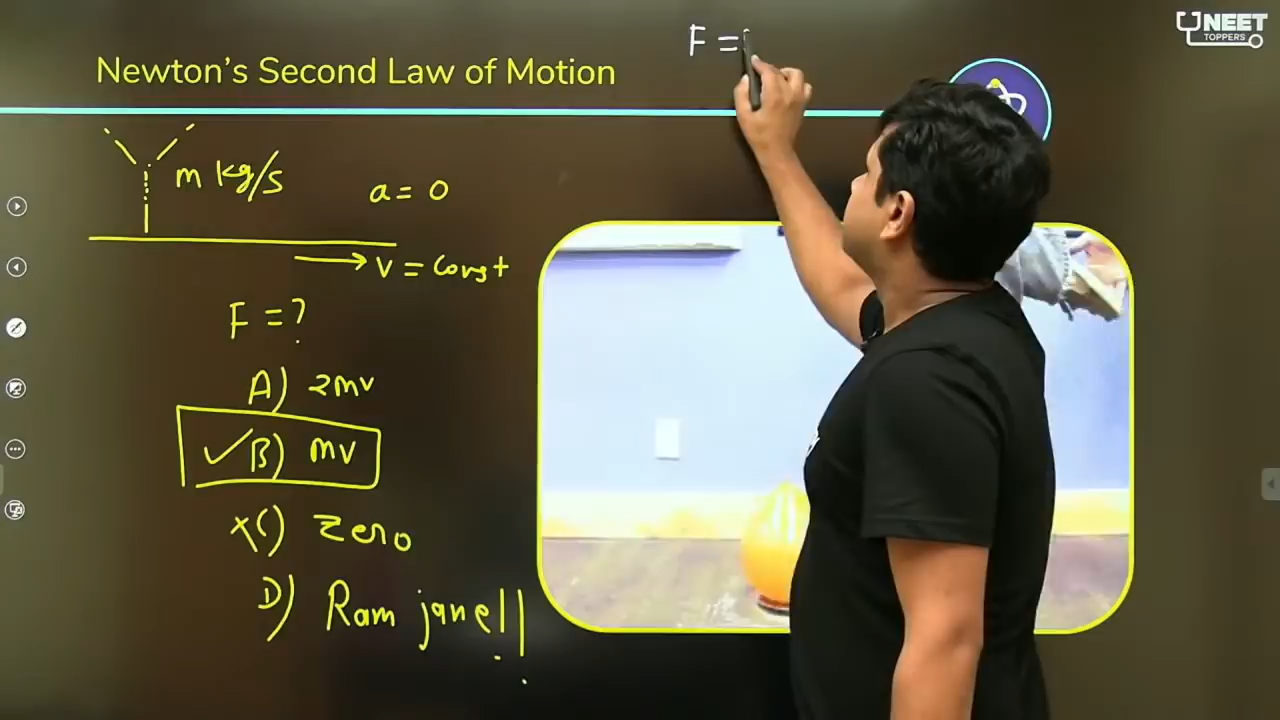 F =
NEET
TOPPERS
Newton's Second Law of Motion
m kg/s
a = 0
v = const
F = ?
A) 2mv
✓B) mv
×C) Zero
D) Ram jane!!